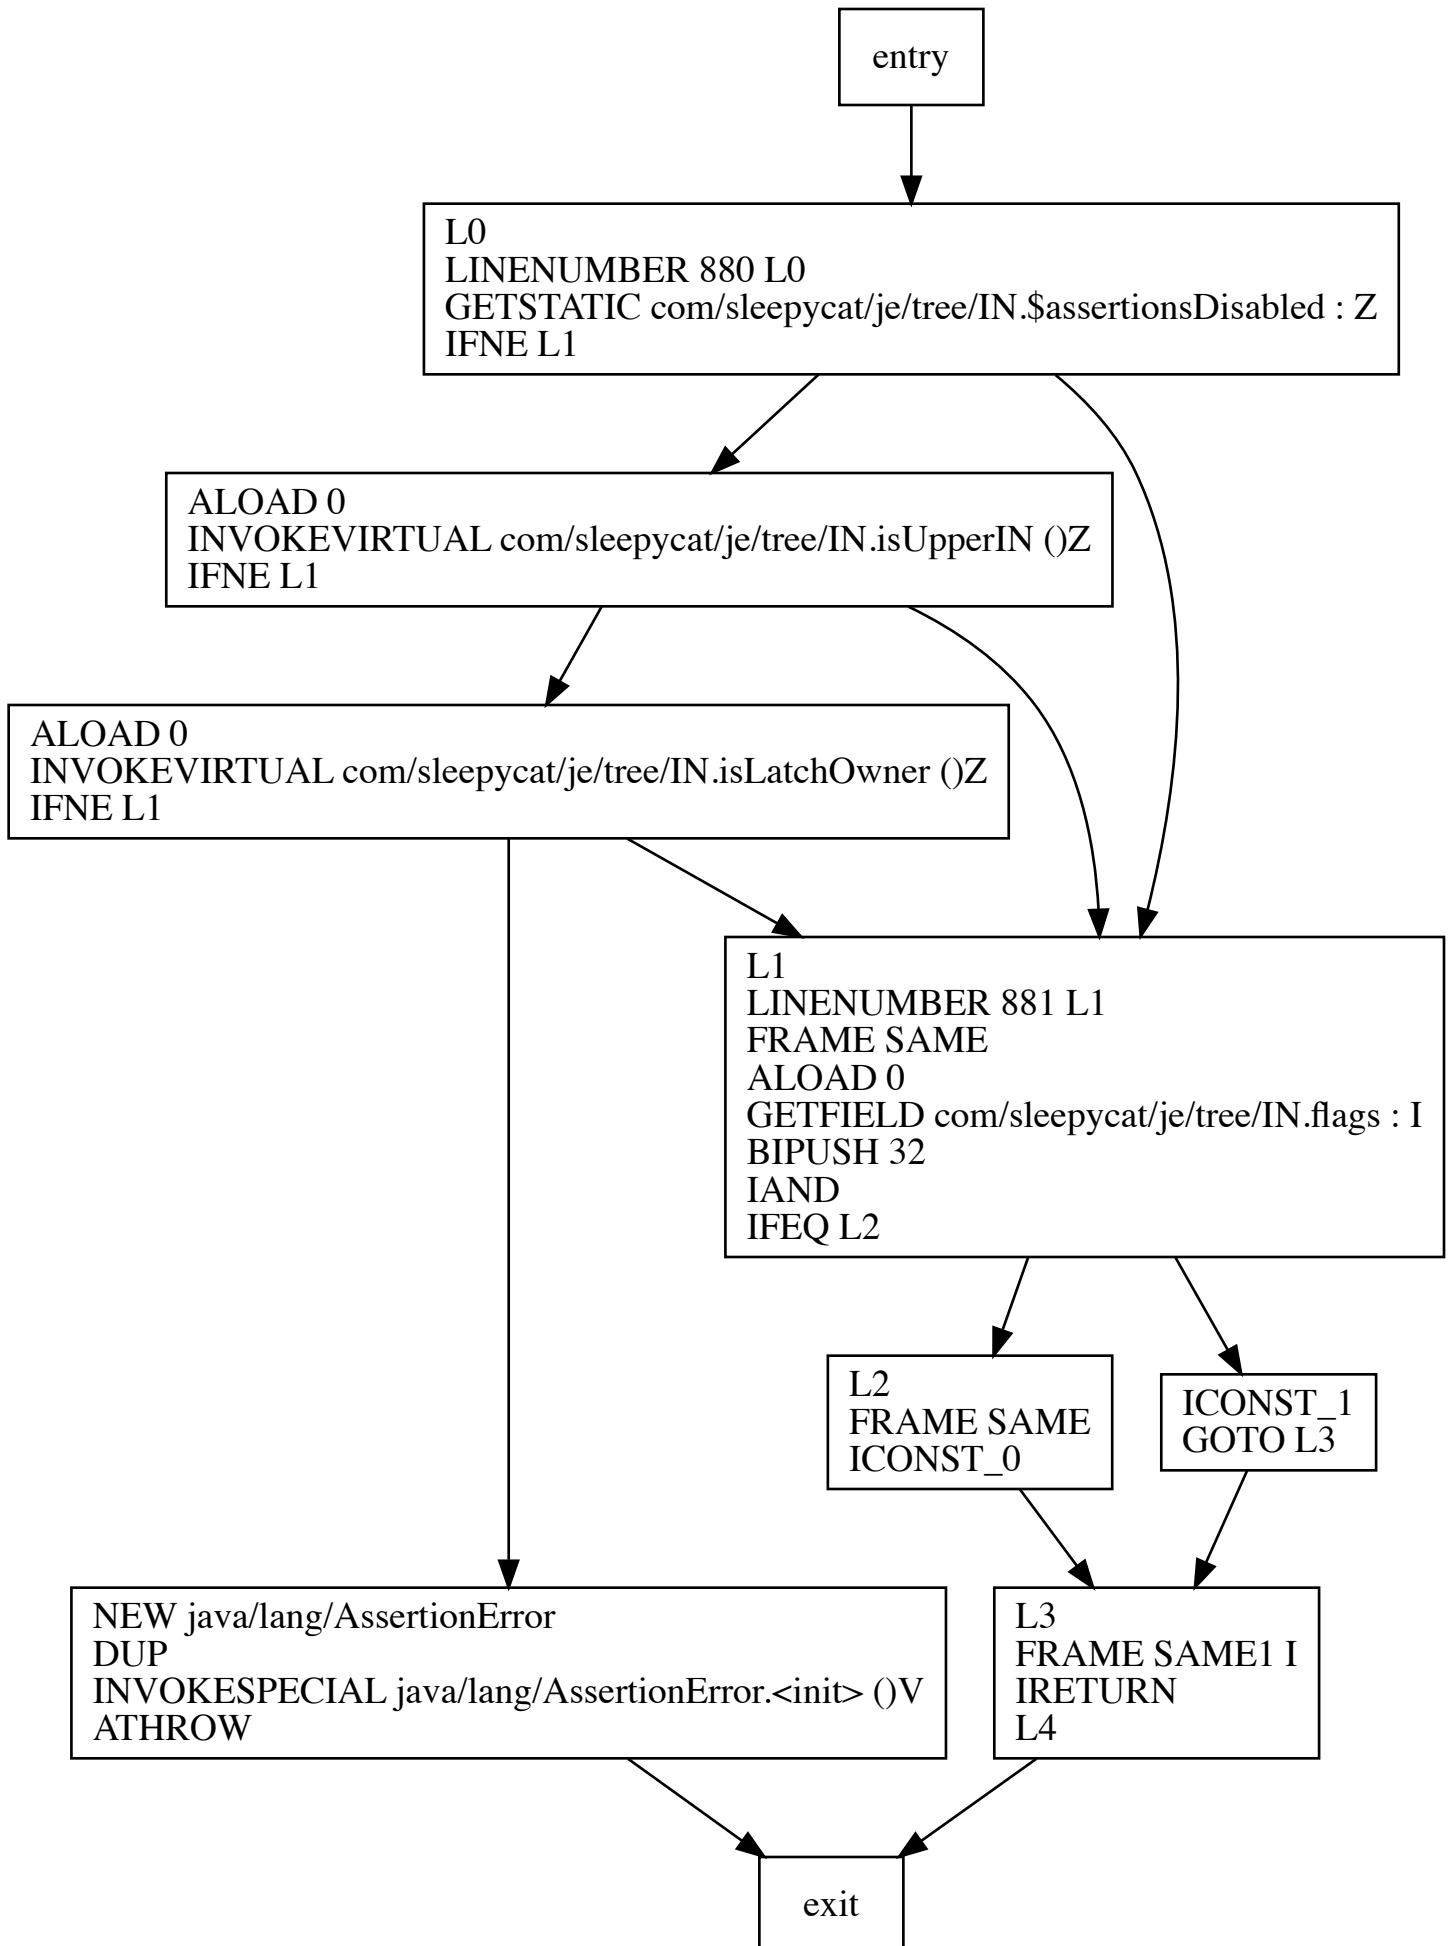 entry
L0
LINENUMBER 880 L0
GETSTATIC com/sleepycat/je/tree/IN.$assertionsDisabled : Z
IFNE L1
ALOAD 0
INVOKEVIRTUAL com/sleepycat/je/tree/IN.isUpperIN ()Z
IFNE L1
ALOAD 0
INVOKEVIRTUAL com/sleepycat/je/tree/IN.isLatchOwner ()Z
IFNE L1
L1
LINENUMBER 881 L1
FRAME SAME
ALOAD 0
GETFIELD com/sleepycat/je/tree/IN.flags : I
BIPUSH 32
IAND
IFEQ L2
L2
FRAME SAME
ICONST_0
ICONST_1
GOTO L3
NEW java/lang/AssertionError
DUP
INVOKESPECIAL java/lang/AssertionError.<init> ()V
ATHROW
L3
FRAME SAME1 I
IRETURN
L4
exit